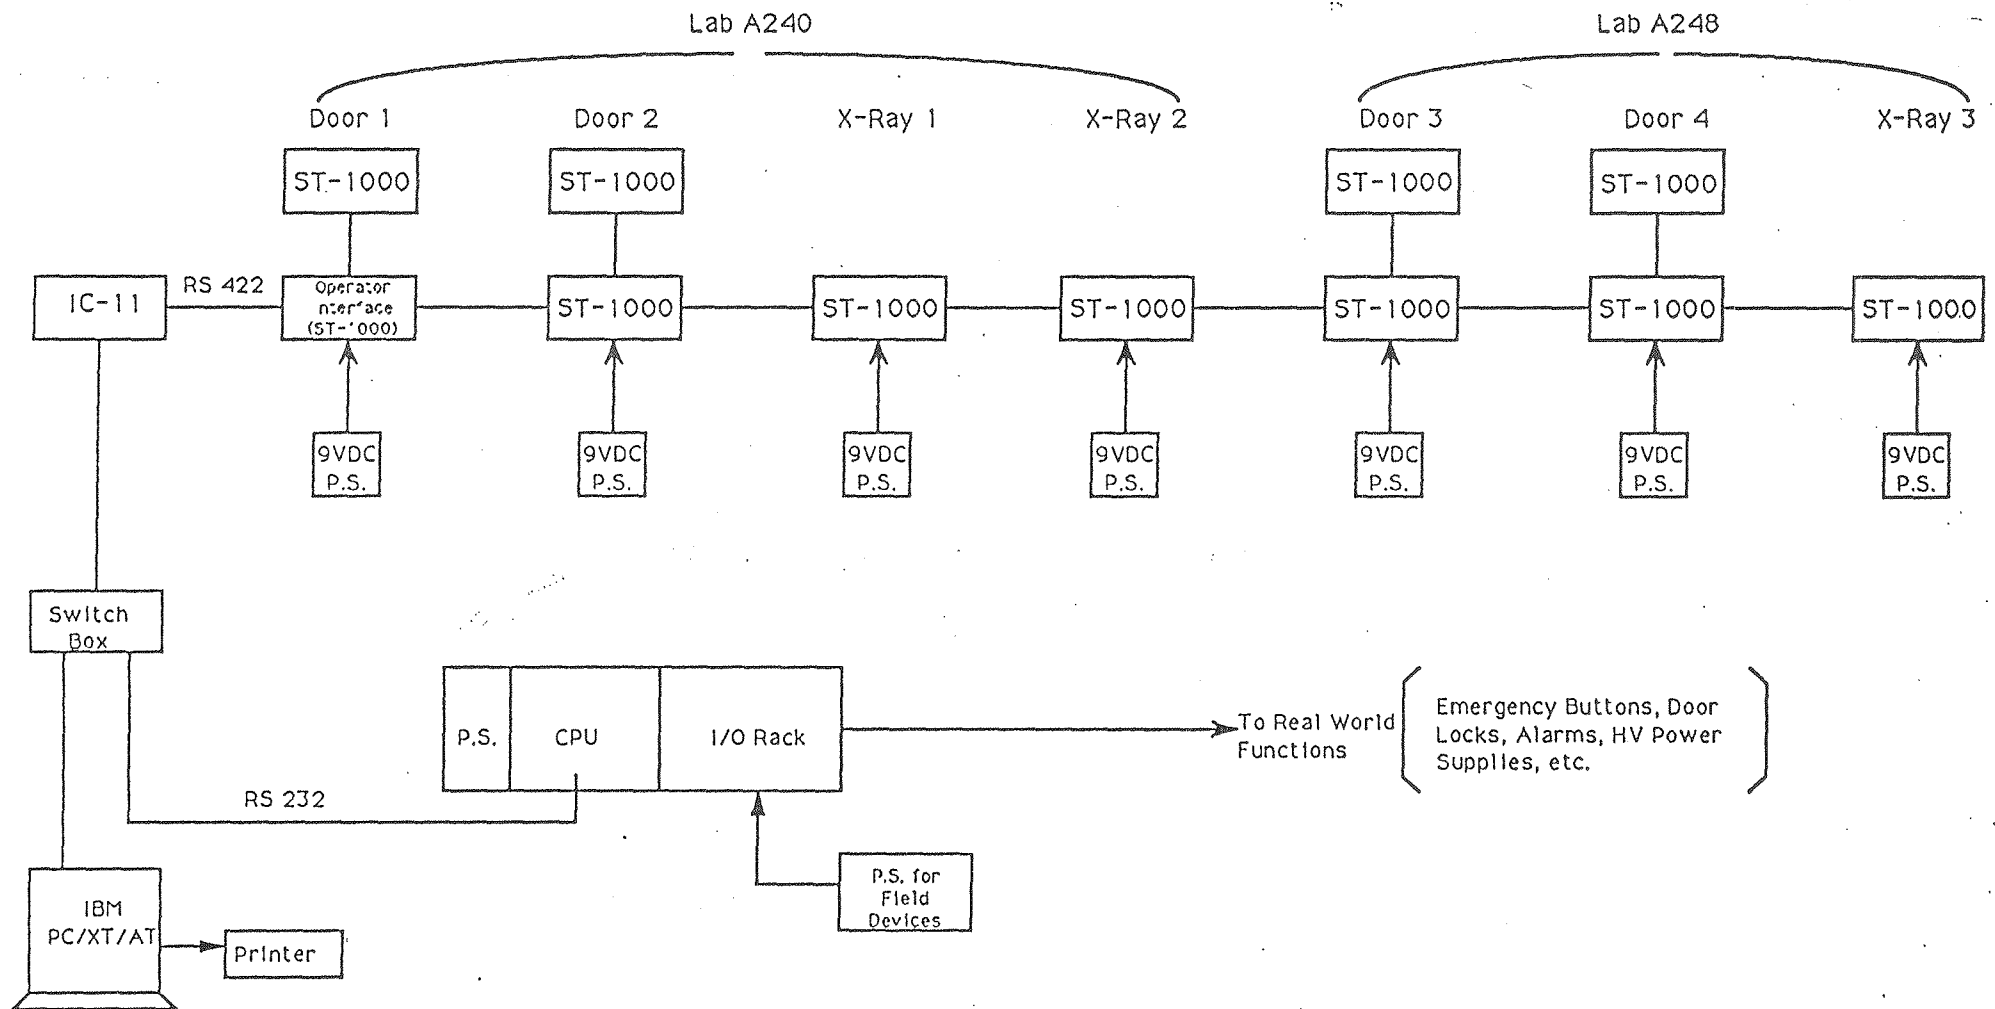 Lab A240
Lab A248
Door 1
Door 2
X-Ray 1
X-Ray 2
Door 3
Door 4
X-Ray 3
ST-1000
ST-1000
ST-1000
ST-1000
IC-11
RS 422
Operator
nterface
(ST-1000)
ST-1000
ST-1000
ST-1000
ST-1000
ST-1000
ST-1000
9VDC
P.S.
9VDC
P.S.
9VDC
P.S.
9VDC
P.S.
9VDC
P.S.
9VDC
P.S.
9VDC
P.S.
Switch
Box
P.S.
CPU
I/O Rack
To Real World
Functions
Emergency Buttons, Door
Locks, Alarms, HV Power
Supplies, etc.
RS 232
P.S. for
Field
Devices
IBM
PC/XT/AT
Printer